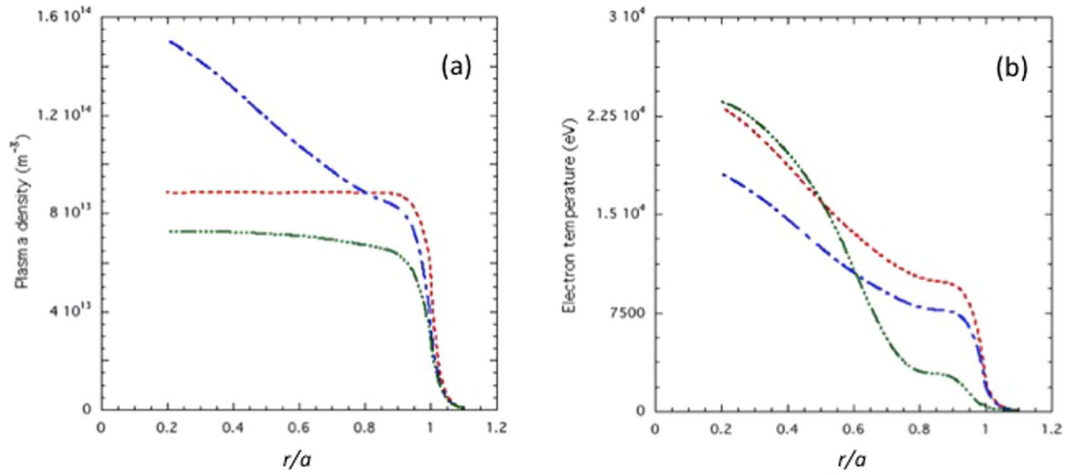 1.6 10¹⁴
1.2 10¹⁴
8 10¹³
4 10¹³
0
0 0.2 0.4 0.6 0.8 1 1.2
Plasma density (m⁻³)
r/a
(a)
3 10⁴
2.25 10⁴
1.5 10⁴
7500
0
0 0.2 0.4 0.6 0.8 1 1.2
Electron temperature (eV)
r/a
(b)